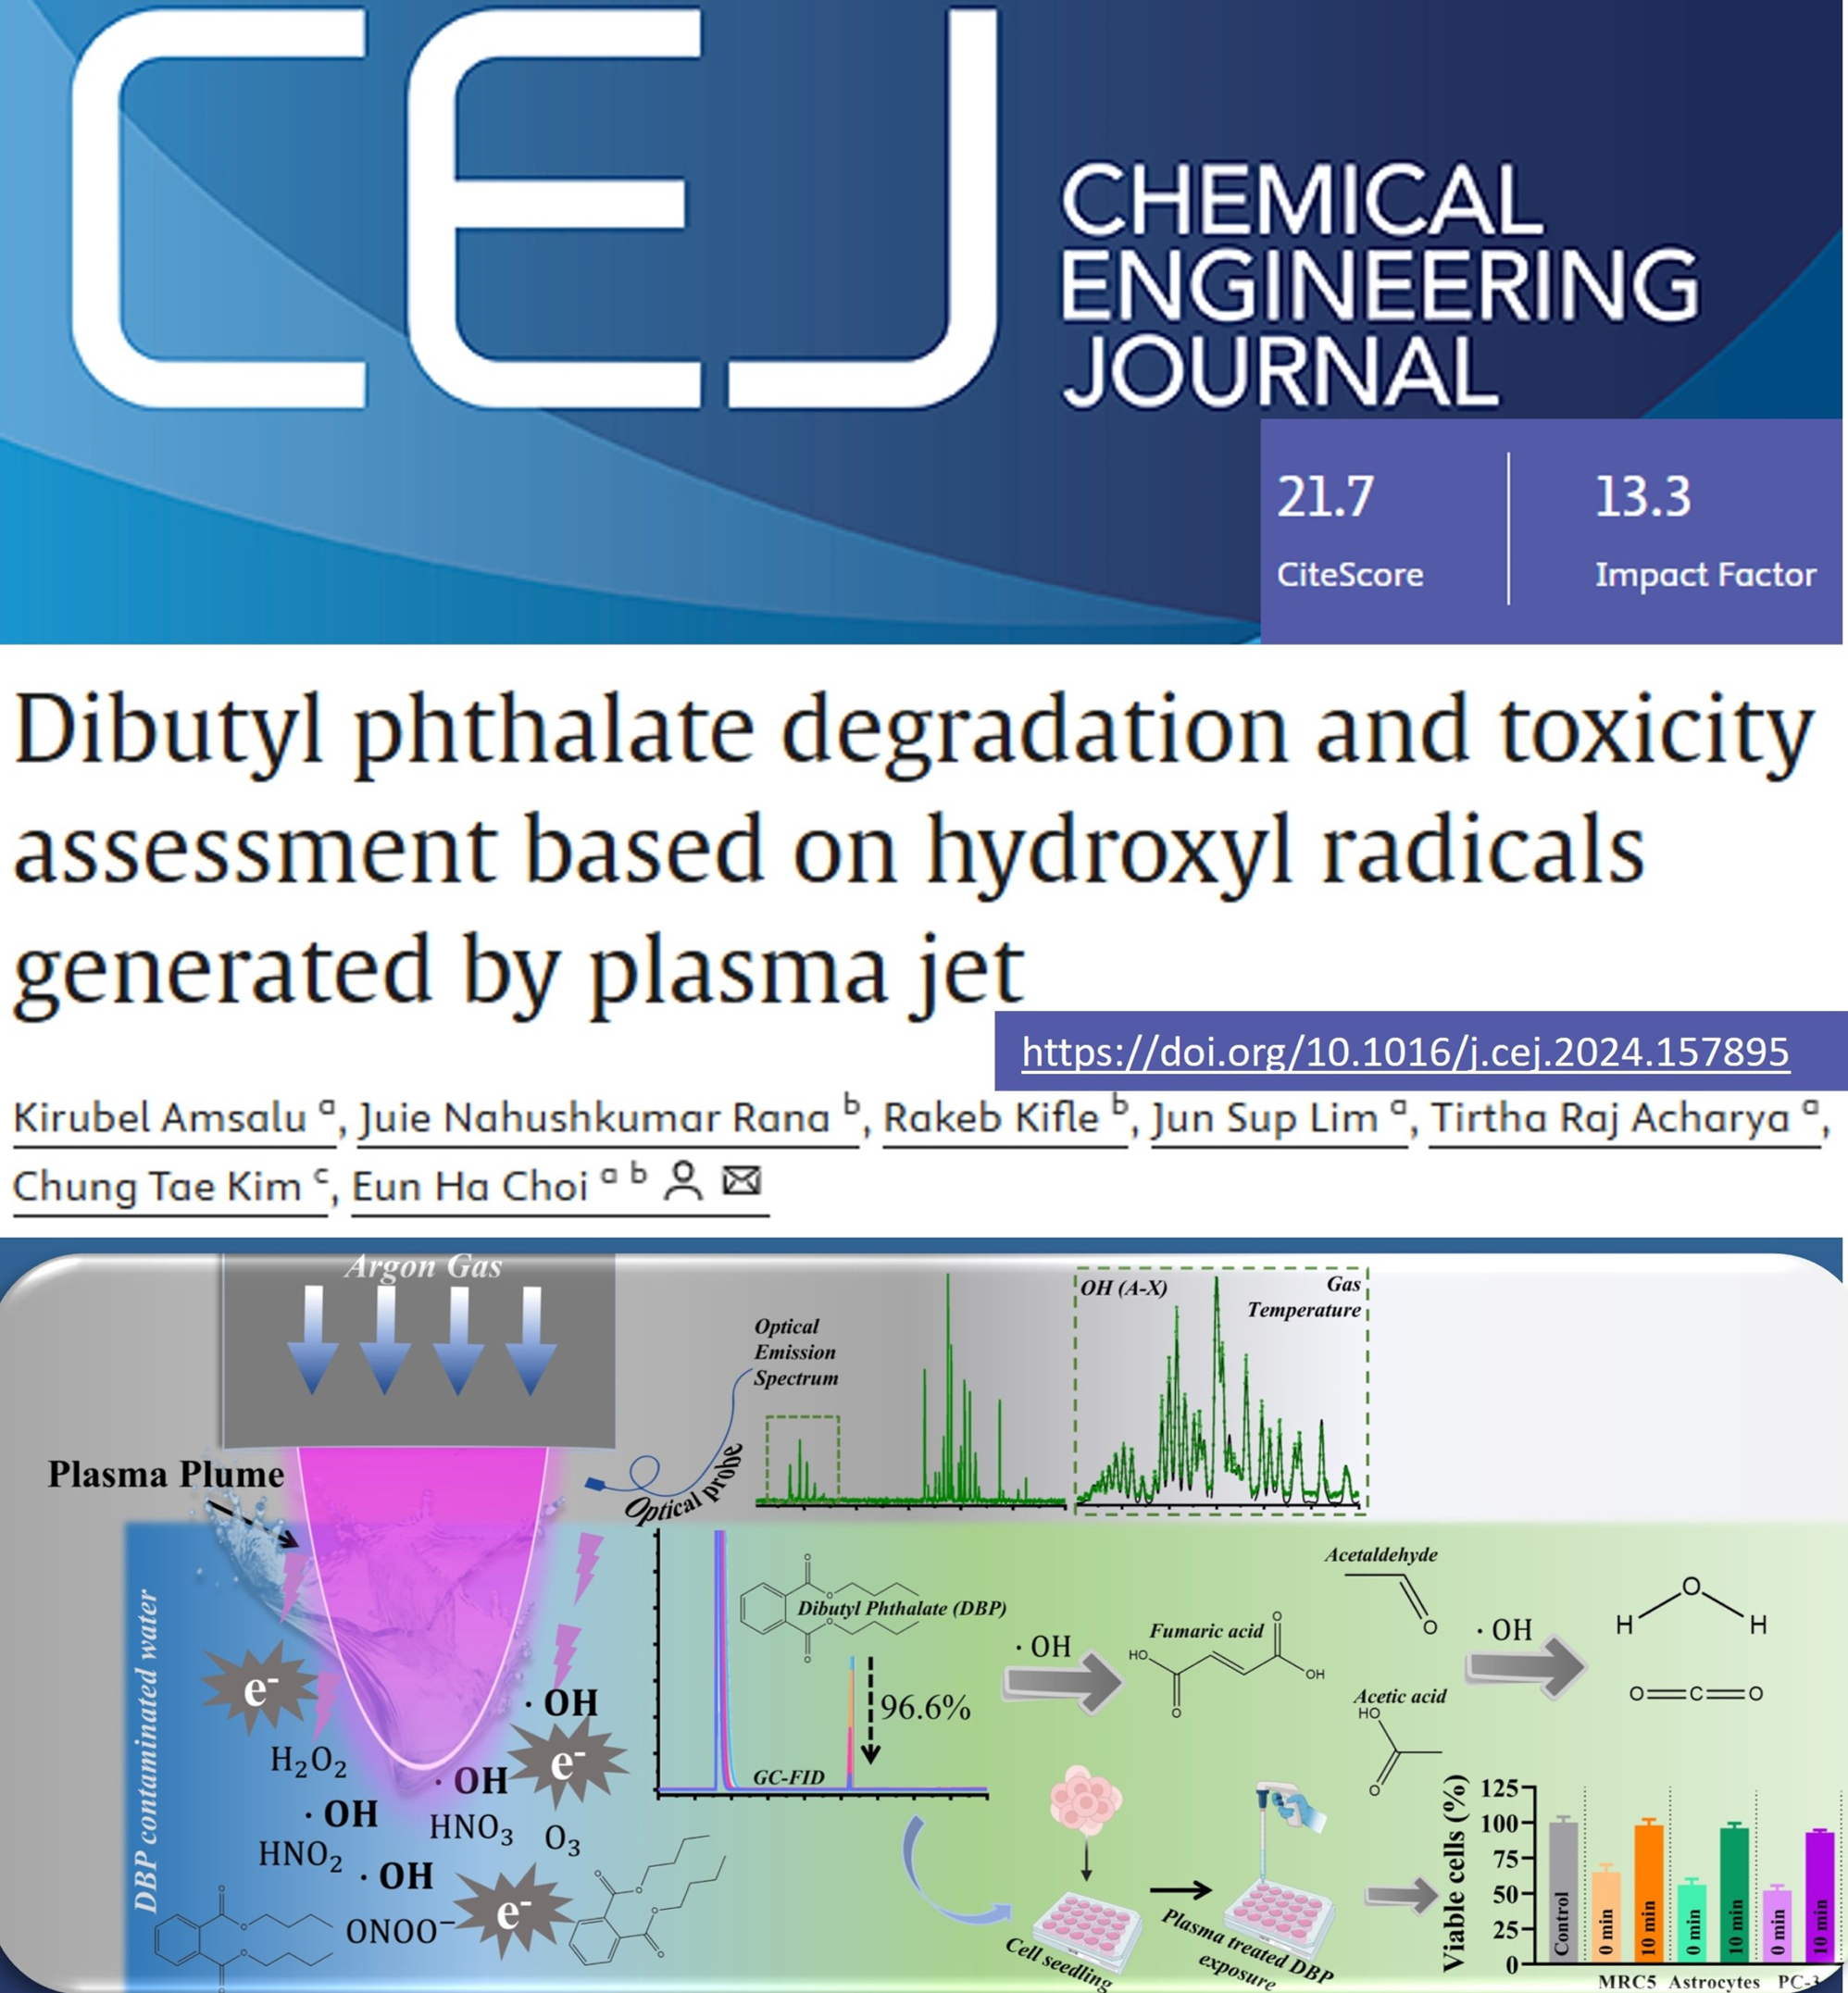 CEJ
CHEMICAL
ENGINEERING
JOURNAL
21.7
13.3
CiteScore
Impact Factor
Dibutyl phthalate degradation and toxicity
assessment based on hydroxyl radicals
generated by plasma jet
https://doi.org/10.1016/j.cej.2024.157895
Kirubel Amsalu ᵃ, Juie Nahushkumar Rana ᵇ, Rakeb Kifle ᵇ, Jun Sup Lim ᵃ, Tirtha Raj Acharya ᵃ,
Chung Tae Kim ᶜ, Eun Ha Choi ᵃ ᵇ
Argon Gas
Plasma Plume
DBP contaminated water
e⁻
H₂O₂
· OH
HNO₂
· OH
· OH
e⁻
· OH
HNO₃
O₃
ONOO⁻
e⁻
O
O
O
O
O
O
O
O
Optical probe
Optical
Emission
Spectrum
OH (A-X)
Gas
Temperature
O
O
Dibutyl Phthalate (DBP)
O
O
96.6%
GC-FID
· OH
Fumaric acid
HO
O
O
OH
Acetaldehyde
O
Acetic acid
HO
O
· OH
O
H
H
O
C
O
Cell seedling
Plasma treated DBP
exposure
Viable cells (%)
125
100
75
50
25
0
Control
0 min
10 min
0 min
10 min
0 min
10 min
MRC5
Astrocytes
PC-3